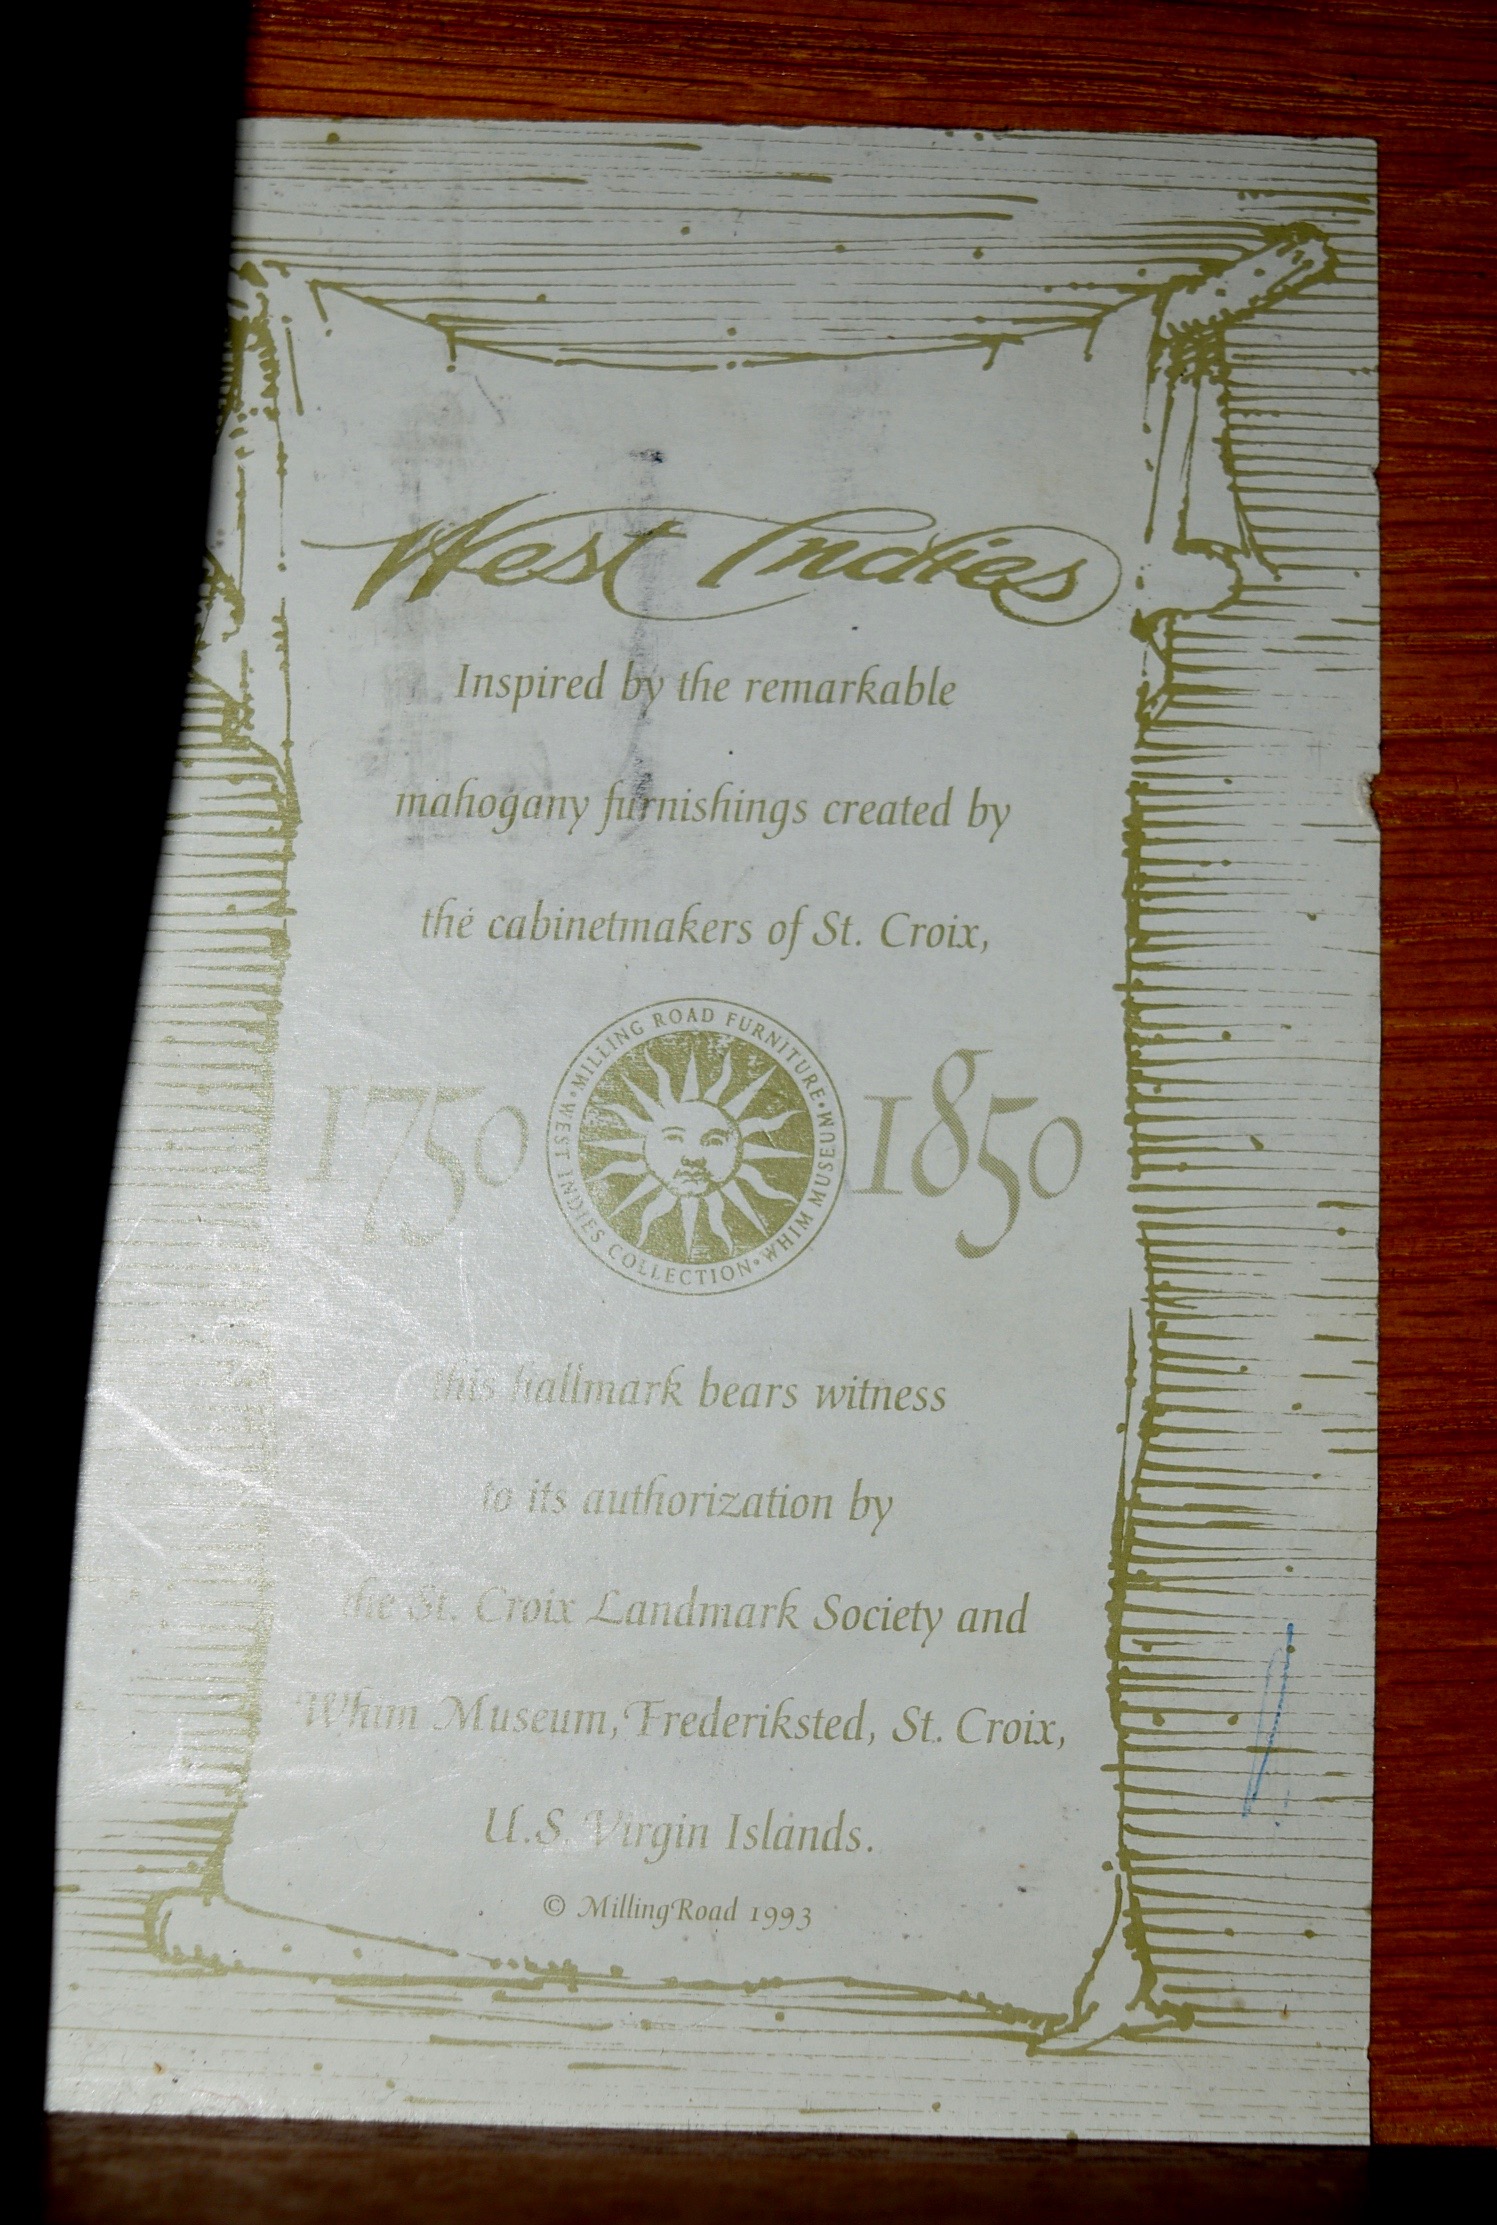 West Indies
Inspired by the remarkable
mahogany furnishings created by
the cabinetmakers of St. Croix,
1750
MILLING ROAD FURNITURE • WHIM MUSEUM • WEST INDIES COLLECTION •
1850
this hallmark bears witness
to its authorization by
the St. Croix Landmark Society and
Whim Museum, Frederiksted, St. Croix,
U.S. Virgin Islands.
© Milling Road 1993